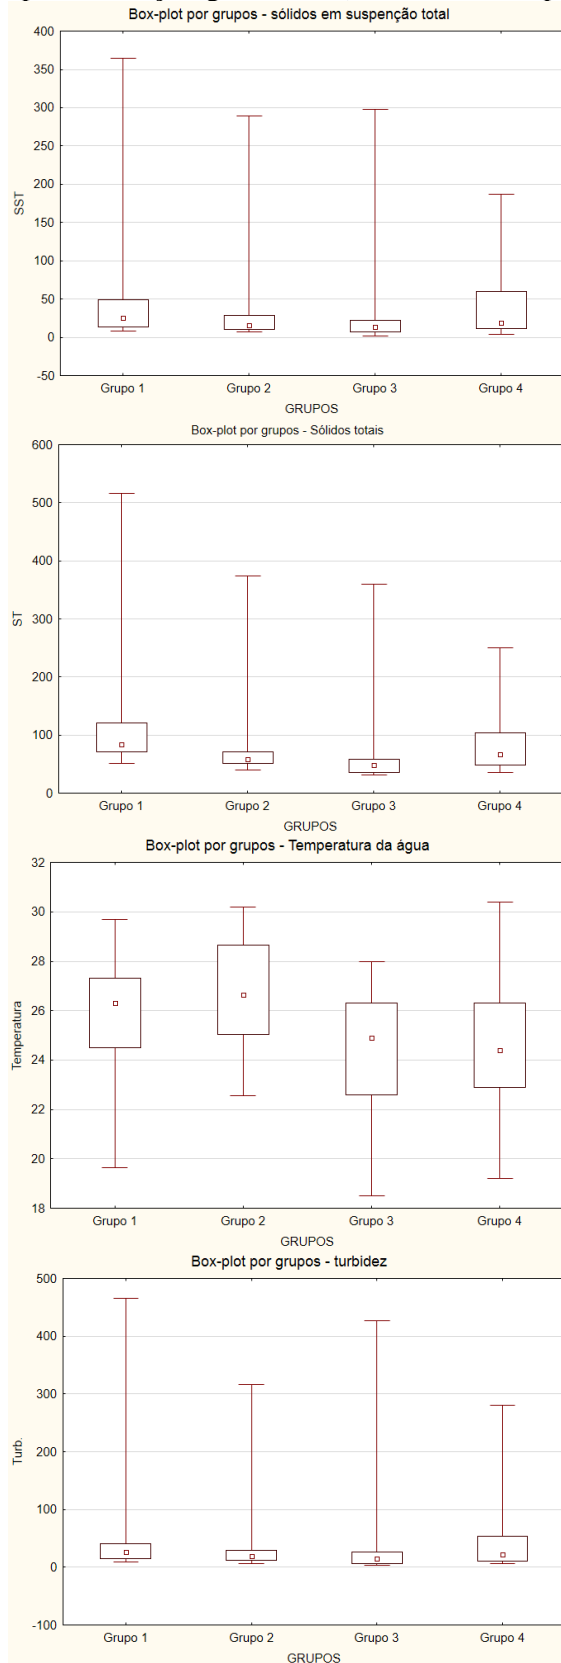 Box-plot por grupos - sólidos em suspenção total
400
350
300
250
200
150
100
50
0
-50
SST
Grupo 1 Grupo 2 Grupo 3 Grupo 4
GRUPOS
Box-plot por grupos - Sólidos totais
600
500
400
300
200
100
0
ST
Grupo 1 Grupo 2 Grupo 3 Grupo 4
GRUPOS
Box-plot por grupos - Temperatura da água
32
30
28
26
24
22
20
18
Temperatura
Grupo 1 Grupo 2 Grupo 3 Grupo 4
GRUPOS
Box-plot por grupos - turbidez
500
400
300
200
100
0
-100
Turb.
Grupo 1 Grupo 2 Grupo 3 Grupo 4
GRUPOS